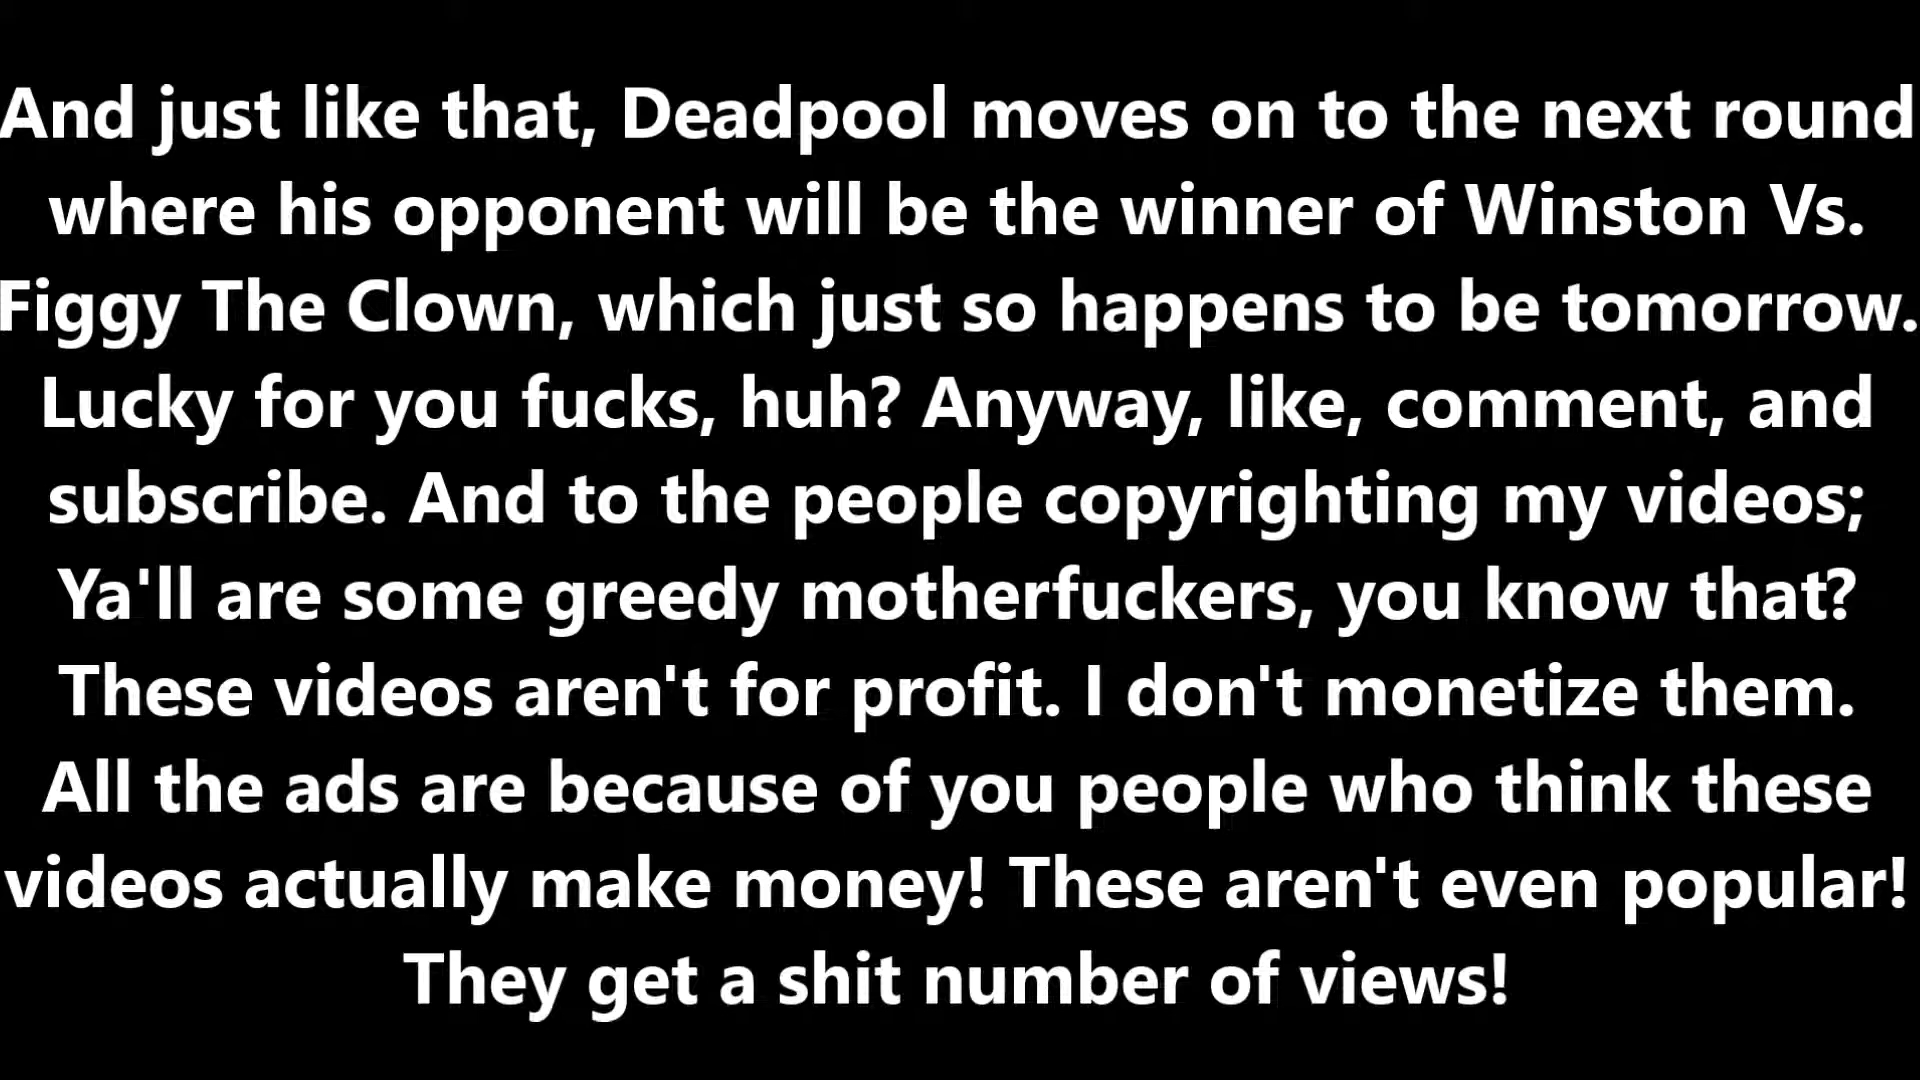 And just like that, Deadpool moves on to the next round
where his opponent will be the winner of Winston Vs.
Figgy The Clown, which just so happens to be tomorrow.
Lucky for you fucks, huh? Anyway, like, comment, and
subscribe. And to the people copyrighting my videos;
Ya'll are some greedy motherfuckers, you know that?
These videos aren't for profit. I don't monetize them.
All the ads are because of you people who think these
videos actually make money! These aren't even popular!
They get a shit number of views!